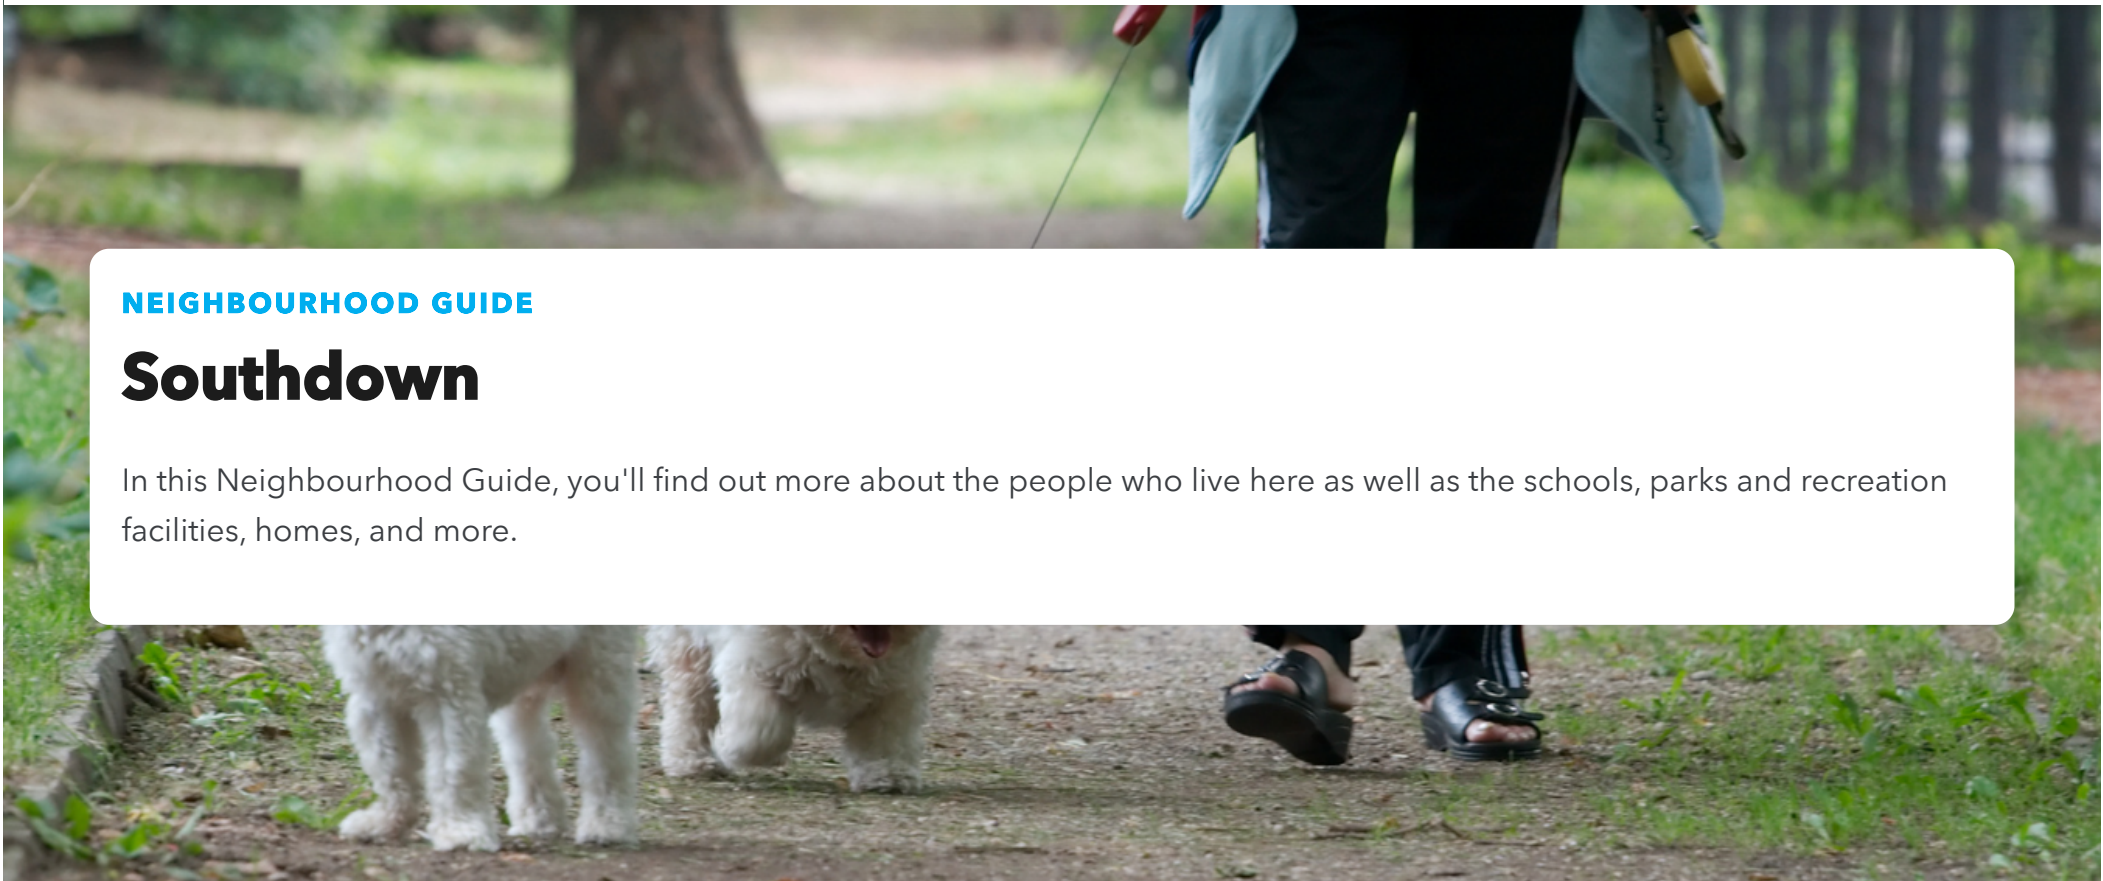 NEIGHBOURHOOD GUIDE
Southdown
In this Neighbourhood Guide, you'll find out more about the people who live here as well as the schools, parks and recreation
facilities, homes, and more.